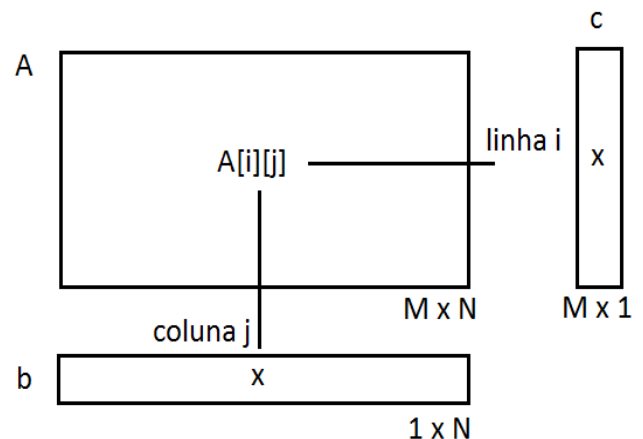 c
A
linha i
A[i][j]
x
M x N
M x 1
coluna j
b
x
1 x N